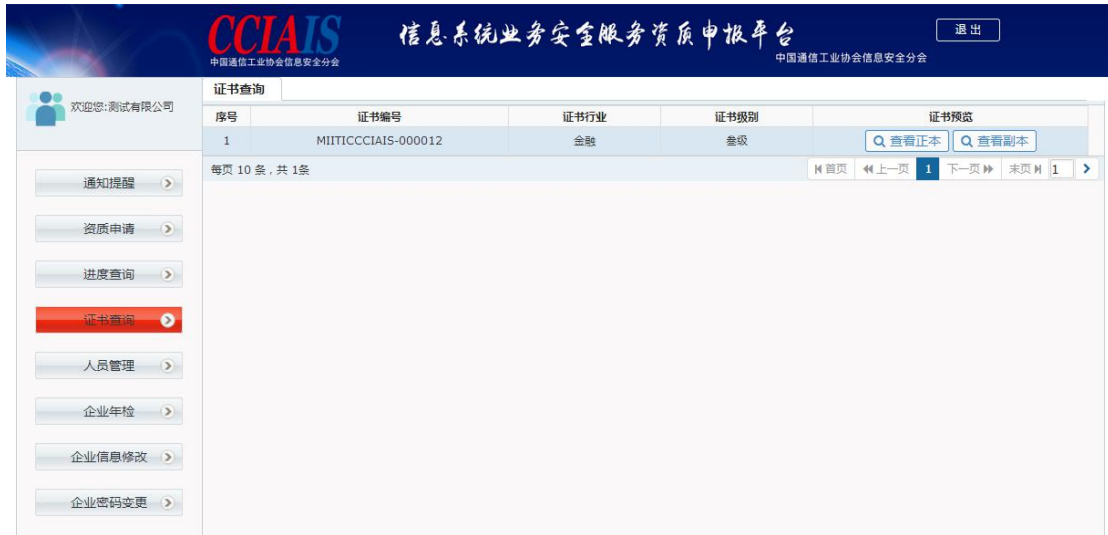 CCIAIS
中国通信工业协会信息安全分会
信息系统业务安全服务资质申报平台
中国通信工业协会信息安全分会
退出
欢迎您:测试有限公司
通知提醒
资质申请
进度查询
证书查询
人员管理
企业年检
企业信息修改
企业密码变更
证书查询
序号 证书编号 证书行业 证书级别 证书预览
1 MIITICCCIAIS-000012 金融 叁级 查看正本 查看副本
每页 10 条 , 共 1条 首页 上一页 1 下一页 末页 1